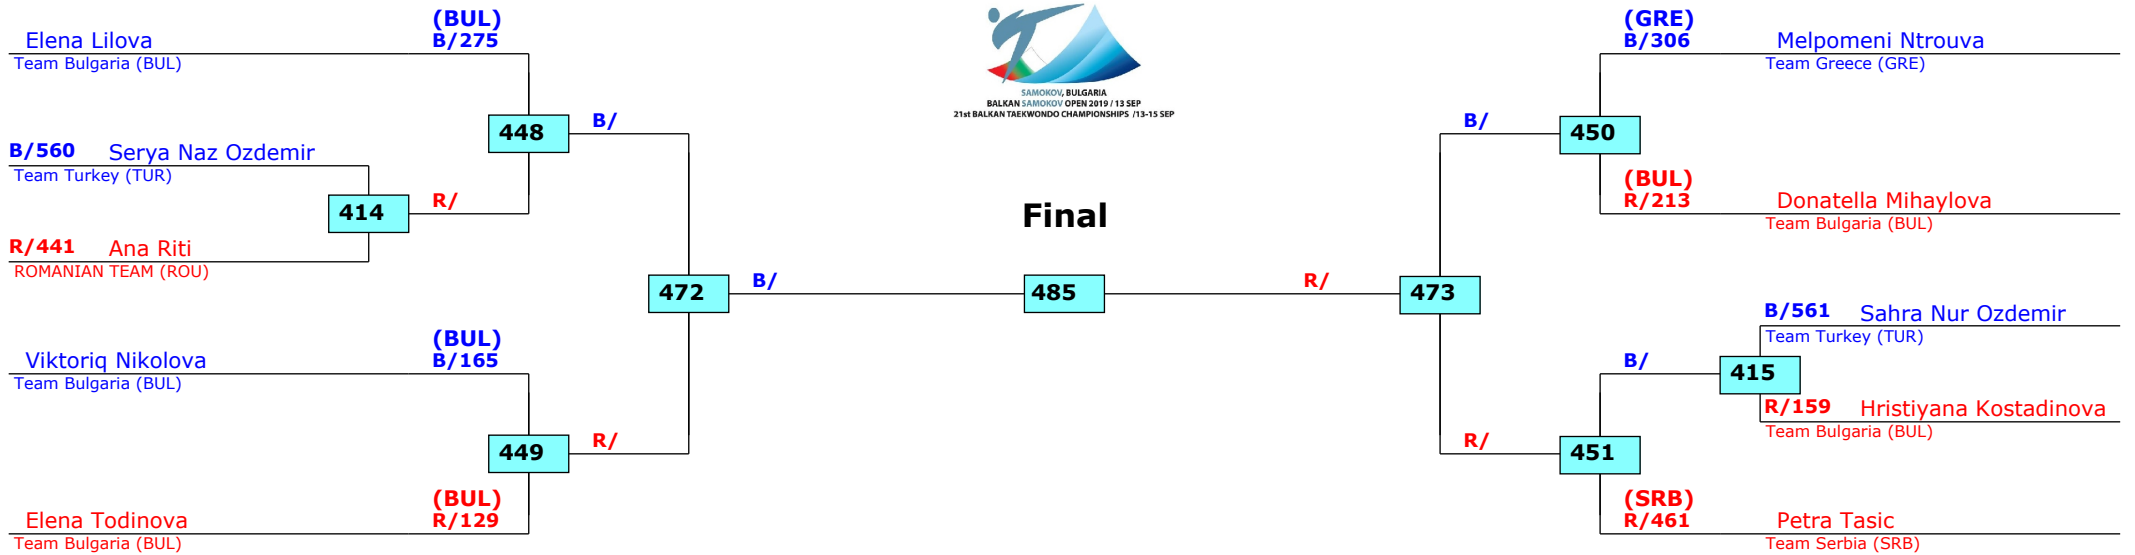 (BUL)
Elena Lilova B/275
Team Bulgaria (BUL)
448 B/
B/560 Serya Naz Ozdemir
Team Turkey (TUR)
414 R/
R/441 Ana Riti
ROMANIAN TEAM (ROU)
472 B/
(BUL)
Viktoriq Nikolova B/165
Team Bulgaria (BUL)
449 R/
(BUL)
Elena Todinova R/129
Team Bulgaria (BUL)
SAMOKOV, BULGARIA
BALKAN SAMOKOV OPEN 2019 / 13 SEP
21st BALKAN TAEKWONDO CHAMPIONSHIPS /13-15 SEP
Final
485
(GRE)
B/306 Melpomeni Ntrouva
Team Greece (GRE)
B/ 450
(BUL)
R/213 Donatella Mihaylova
Team Bulgaria (BUL)
R/ 473
B/561 Sahra Nur Ozdemir
Team Turkey (TUR)
B/ 415
R/159 Hristiyana Kostadinova
Team Bulgaria (BUL)
R/ 451
(SRB)
R/461 Petra Tasic
Team Serbia (SRB)